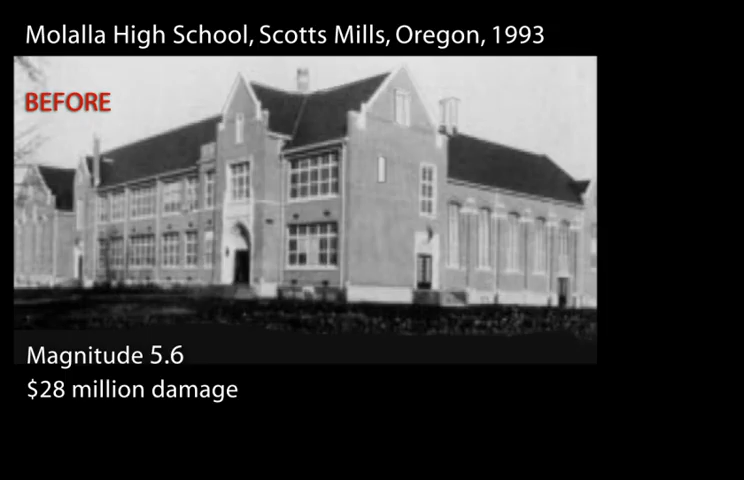 Molalla High School, Scotts Mills, Oregon, 1993
BEFORE
Magnitude 5.6
$28 million damage